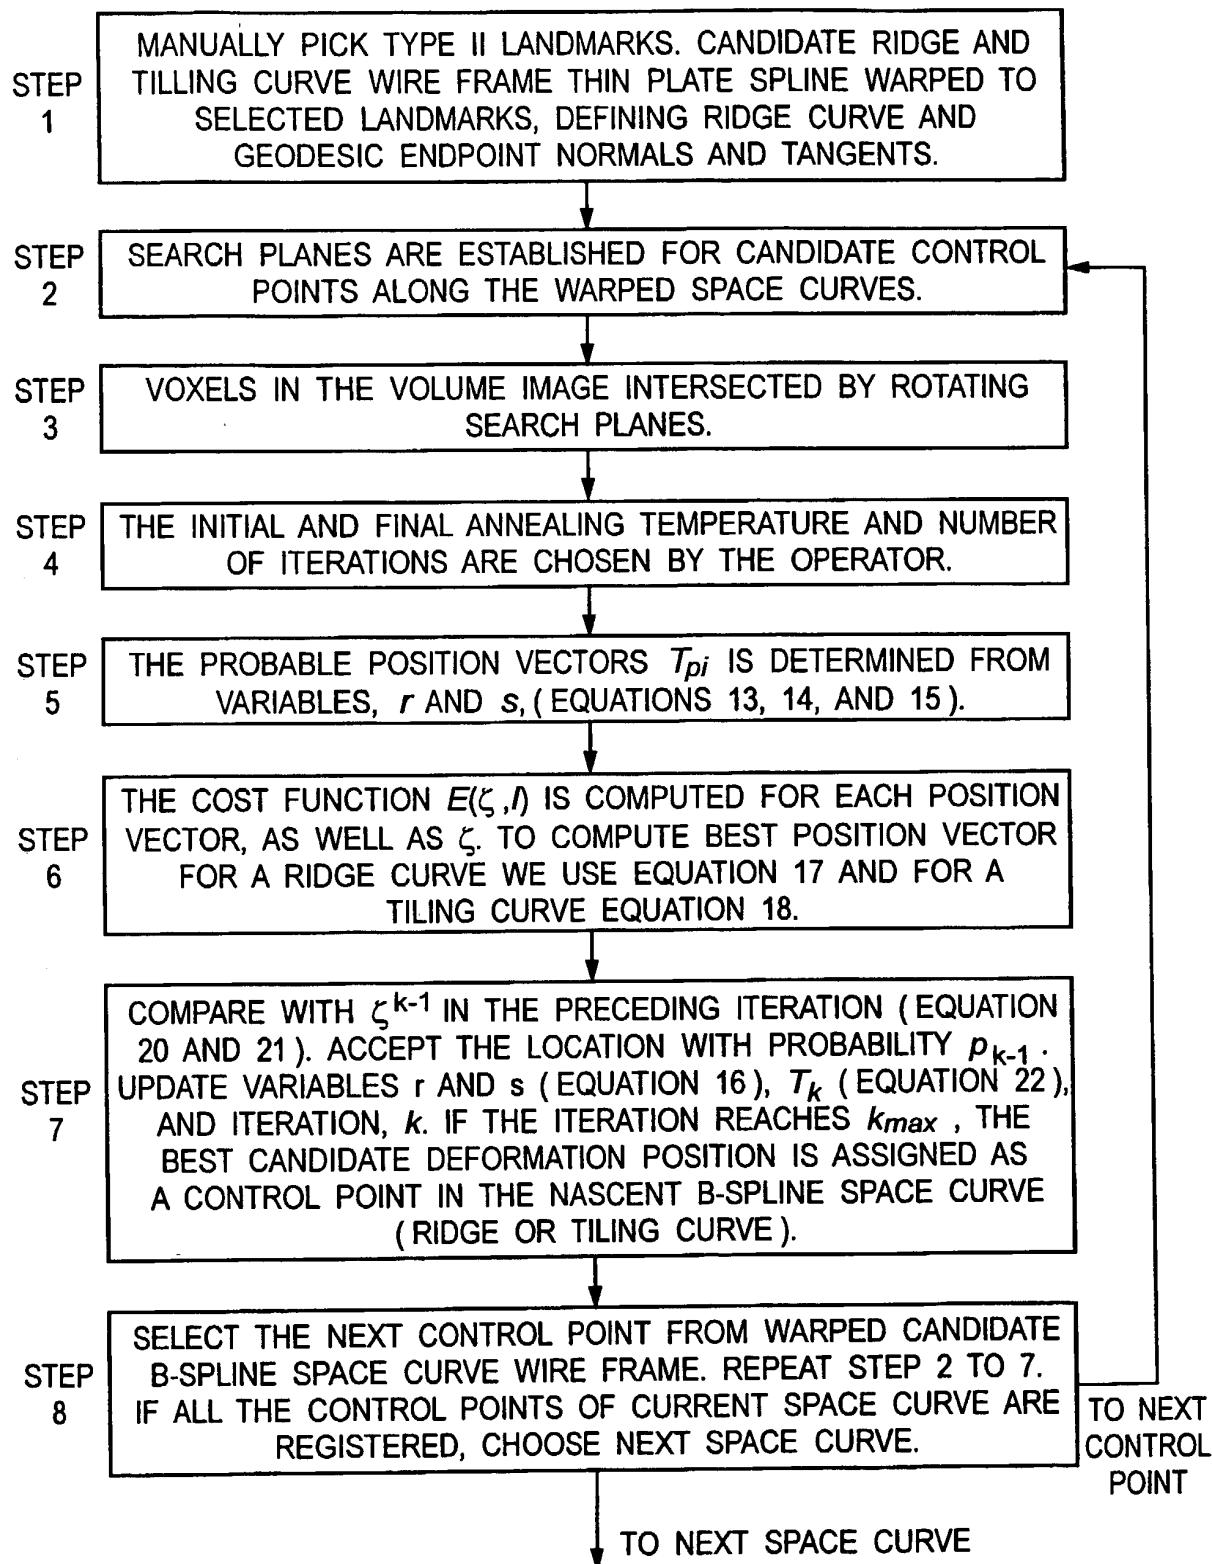 STEP
1
MANUALLY PICK TYPE II LANDMARKS. CANDIDATE RIDGE AND
TILLING CURVE WIRE FRAME THIN PLATE SPLINE WARPED TO
SELECTED LANDMARKS, DEFINING RIDGE CURVE AND
GEODESIC ENDPOINT NORMALS AND TANGENTS.
STEP
2
SEARCH PLANES ARE ESTABLISHED FOR CANDIDATE CONTROL
POINTS ALONG THE WARPED SPACE CURVES.
STEP
3
VOXELS IN THE VOLUME IMAGE INTERSECTED BY ROTATING
SEARCH PLANES.
STEP
4
THE INITIAL AND FINAL ANNEALING TEMPERATURE AND NUMBER
OF ITERATIONS ARE CHOSEN BY THE OPERATOR.
STEP
5
THE PROBABLE POSITION VECTORS Tpi IS DETERMINED FROM
VARIABLES, r AND s, ( EQUATIONS 13, 14, AND 15 ).
STEP
6
THE COST FUNCTION E(ζ ,I) IS COMPUTED FOR EACH POSITION
VECTOR, AS WELL AS ζ. TO COMPUTE BEST POSITION VECTOR
FOR A RIDGE CURVE WE USE EQUATION 17 AND FOR A
TILING CURVE EQUATION 18.
STEP
7
COMPARE WITH ζ^k-1 IN THE PRECEDING ITERATION ( EQUATION
20 AND 21 ). ACCEPT THE LOCATION WITH PROBABILITY p_k-1 .
UPDATE VARIABLES r AND s ( EQUATION 16 ), T_k ( EQUATION 22 ),
AND ITERATION, k. IF THE ITERATION REACHES kmax , THE
BEST CANDIDATE DEFORMATION POSITION IS ASSIGNED AS
A CONTROL POINT IN THE NASCENT B-SPLINE SPACE CURVE
( RIDGE OR TILING CURVE ).
STEP
8
SELECT THE NEXT CONTROL POINT FROM WARPED CANDIDATE
B-SPLINE SPACE CURVE WIRE FRAME. REPEAT STEP 2 TO 7.
IF ALL THE CONTROL POINTS OF CURRENT SPACE CURVE ARE
REGISTERED, CHOOSE NEXT SPACE CURVE.
TO NEXT
CONTROL
POINT
TO NEXT SPACE CURVE